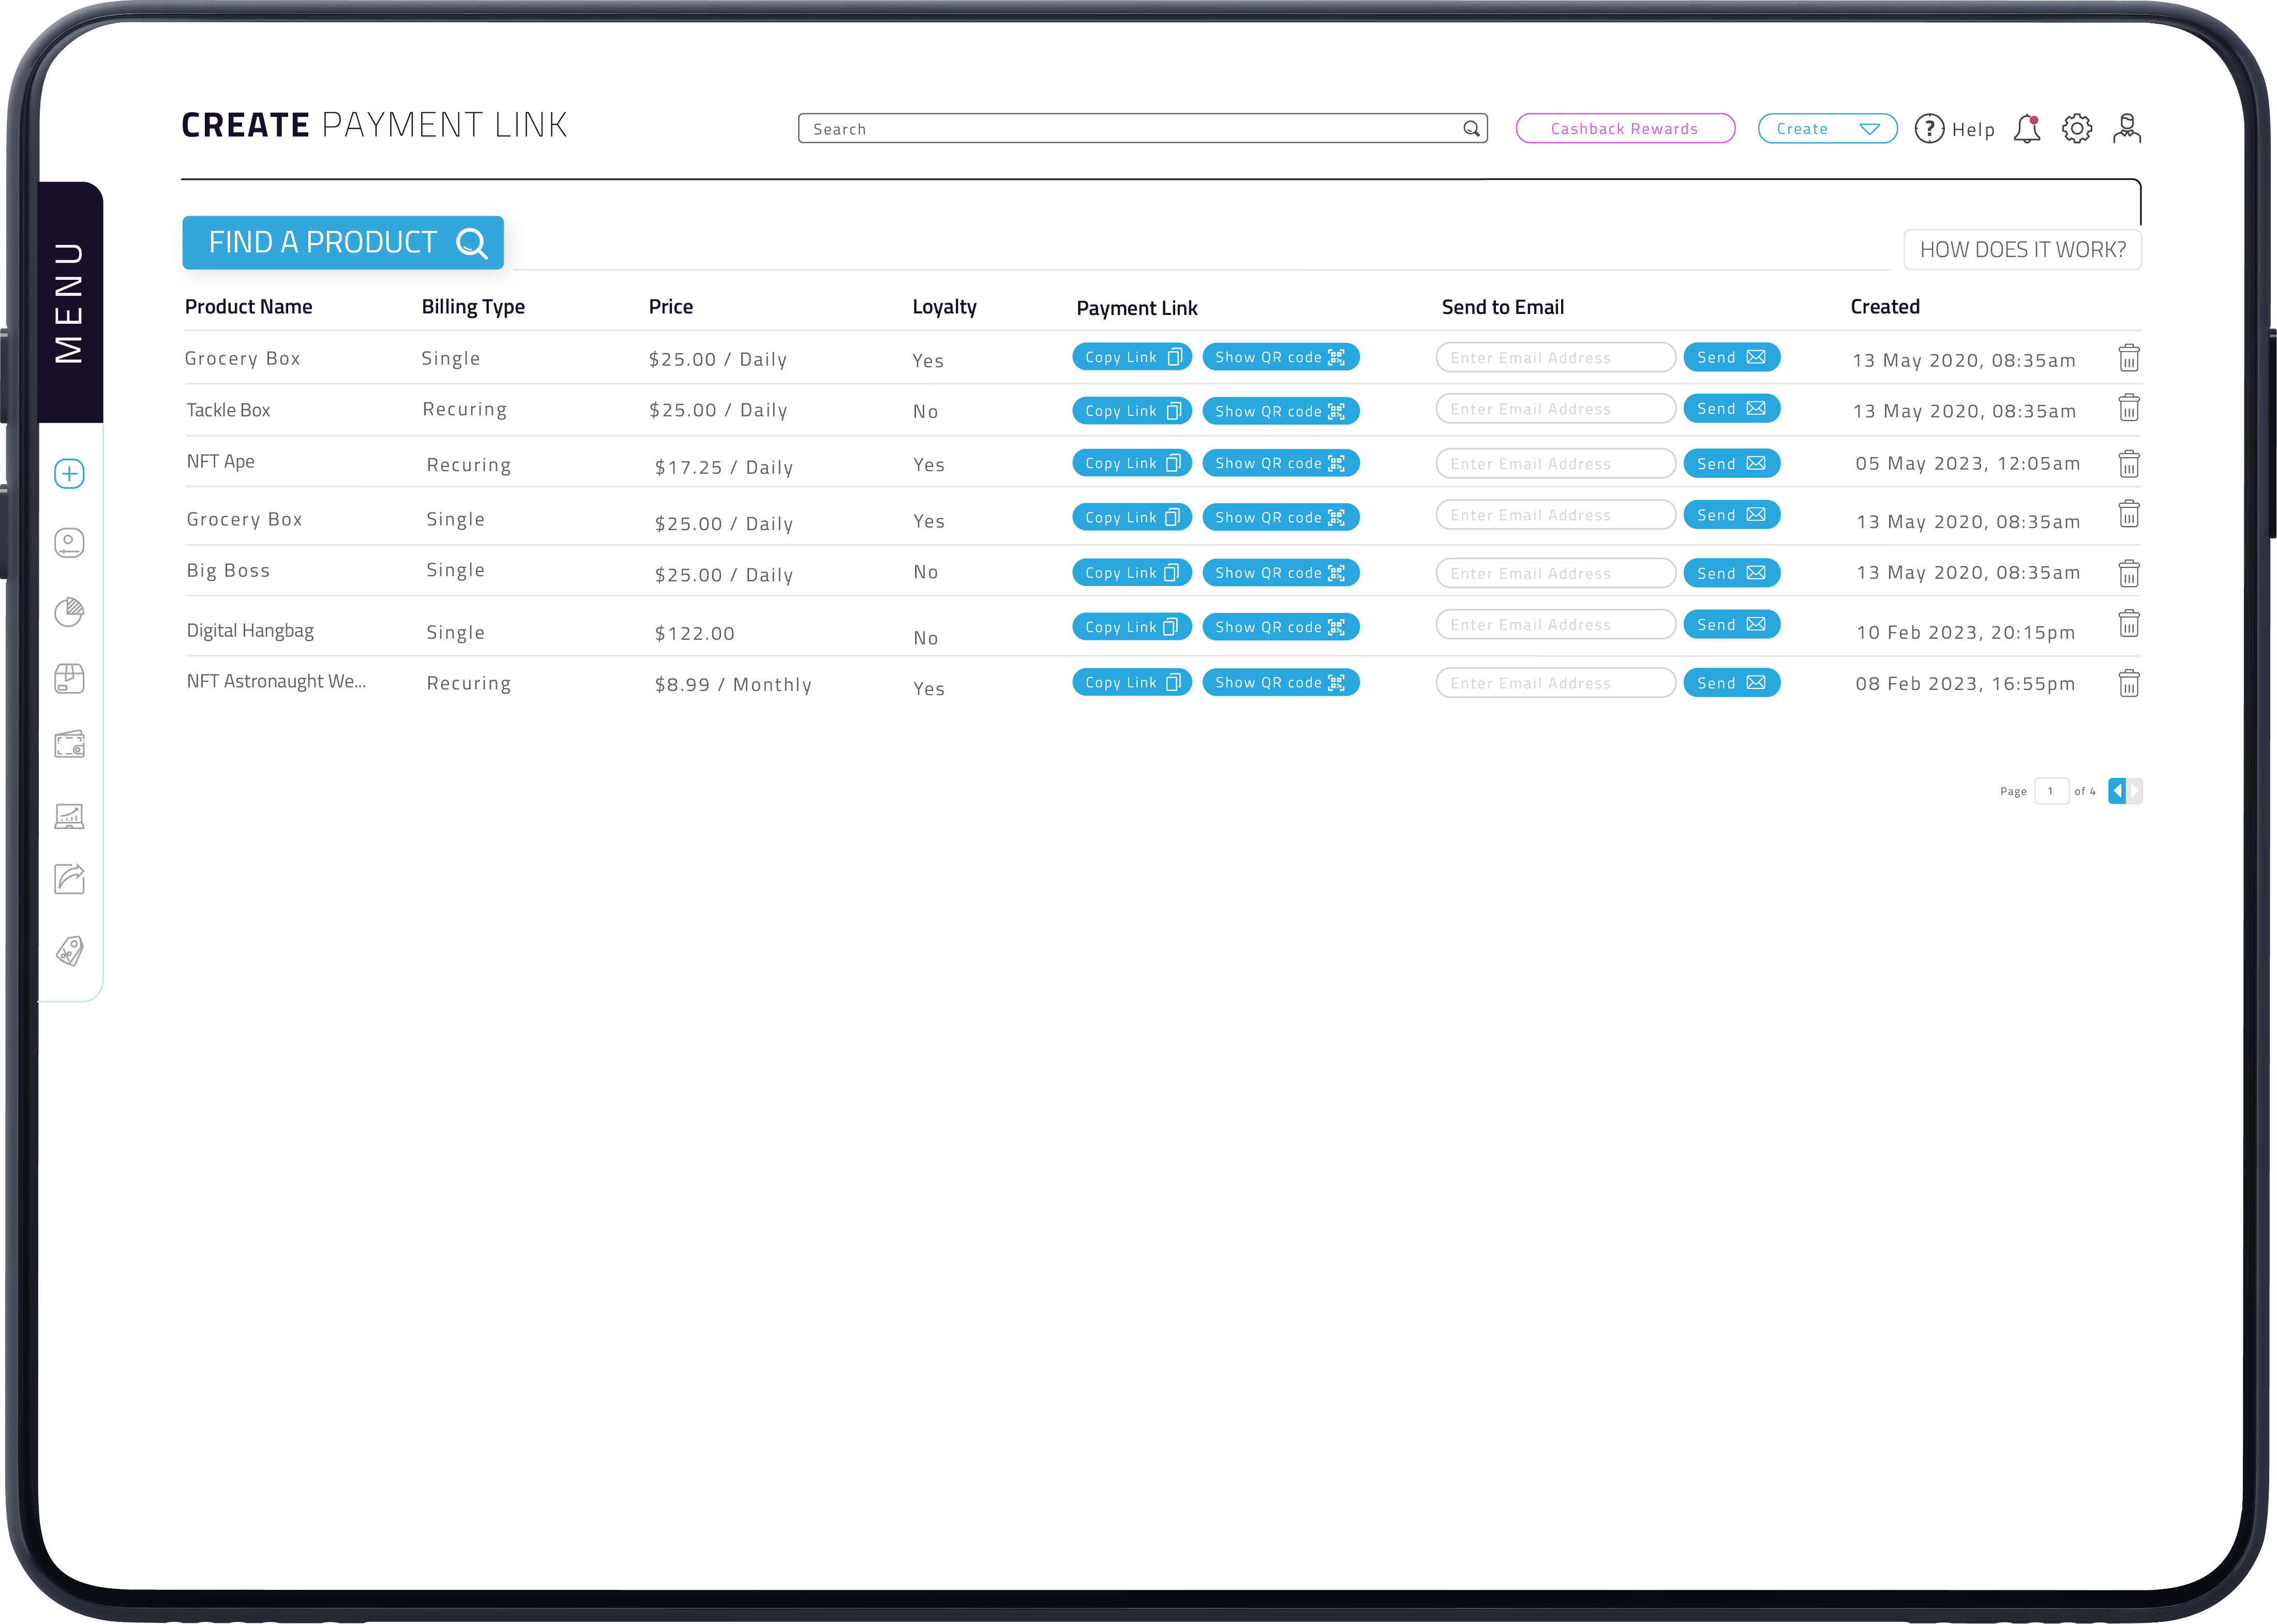 CREATE PAYMENT LINK
Search
Cashback Rewards
Create
? Help
MENU
FIND A PRODUCT
HOW DOES IT WORK?
Product Name Billing Type Price Loyalty Payment Link Send to Email Created
Grocery Box Single $25.00 / Daily Yes Copy Link Show QR code Enter Email Address Send 13 May 2020, 08:35am
Tackle Box Recuring $25.00 / Daily No Copy Link Show QR code Enter Email Address Send 13 May 2020, 08:35am
NFT Ape Recuring $17.25 / Daily Yes Copy Link Show QR code Enter Email Address Send 05 May 2023, 12:05am
Grocery Box Single $25.00 / Daily Yes Copy Link Show QR code Enter Email Address Send 13 May 2020, 08:35am
Big Boss Single $25.00 / Daily No Copy Link Show QR code Enter Email Address Send 13 May 2020, 08:35am
Digital Hangbag Single $122.00 No Copy Link Show QR code Enter Email Address Send 10 Feb 2023, 20:15pm
NFT Astronaught We... Recuring $8.99 / Monthly Yes Copy Link Show QR code Enter Email Address Send 08 Feb 2023, 16:55pm
Page 1 of 4